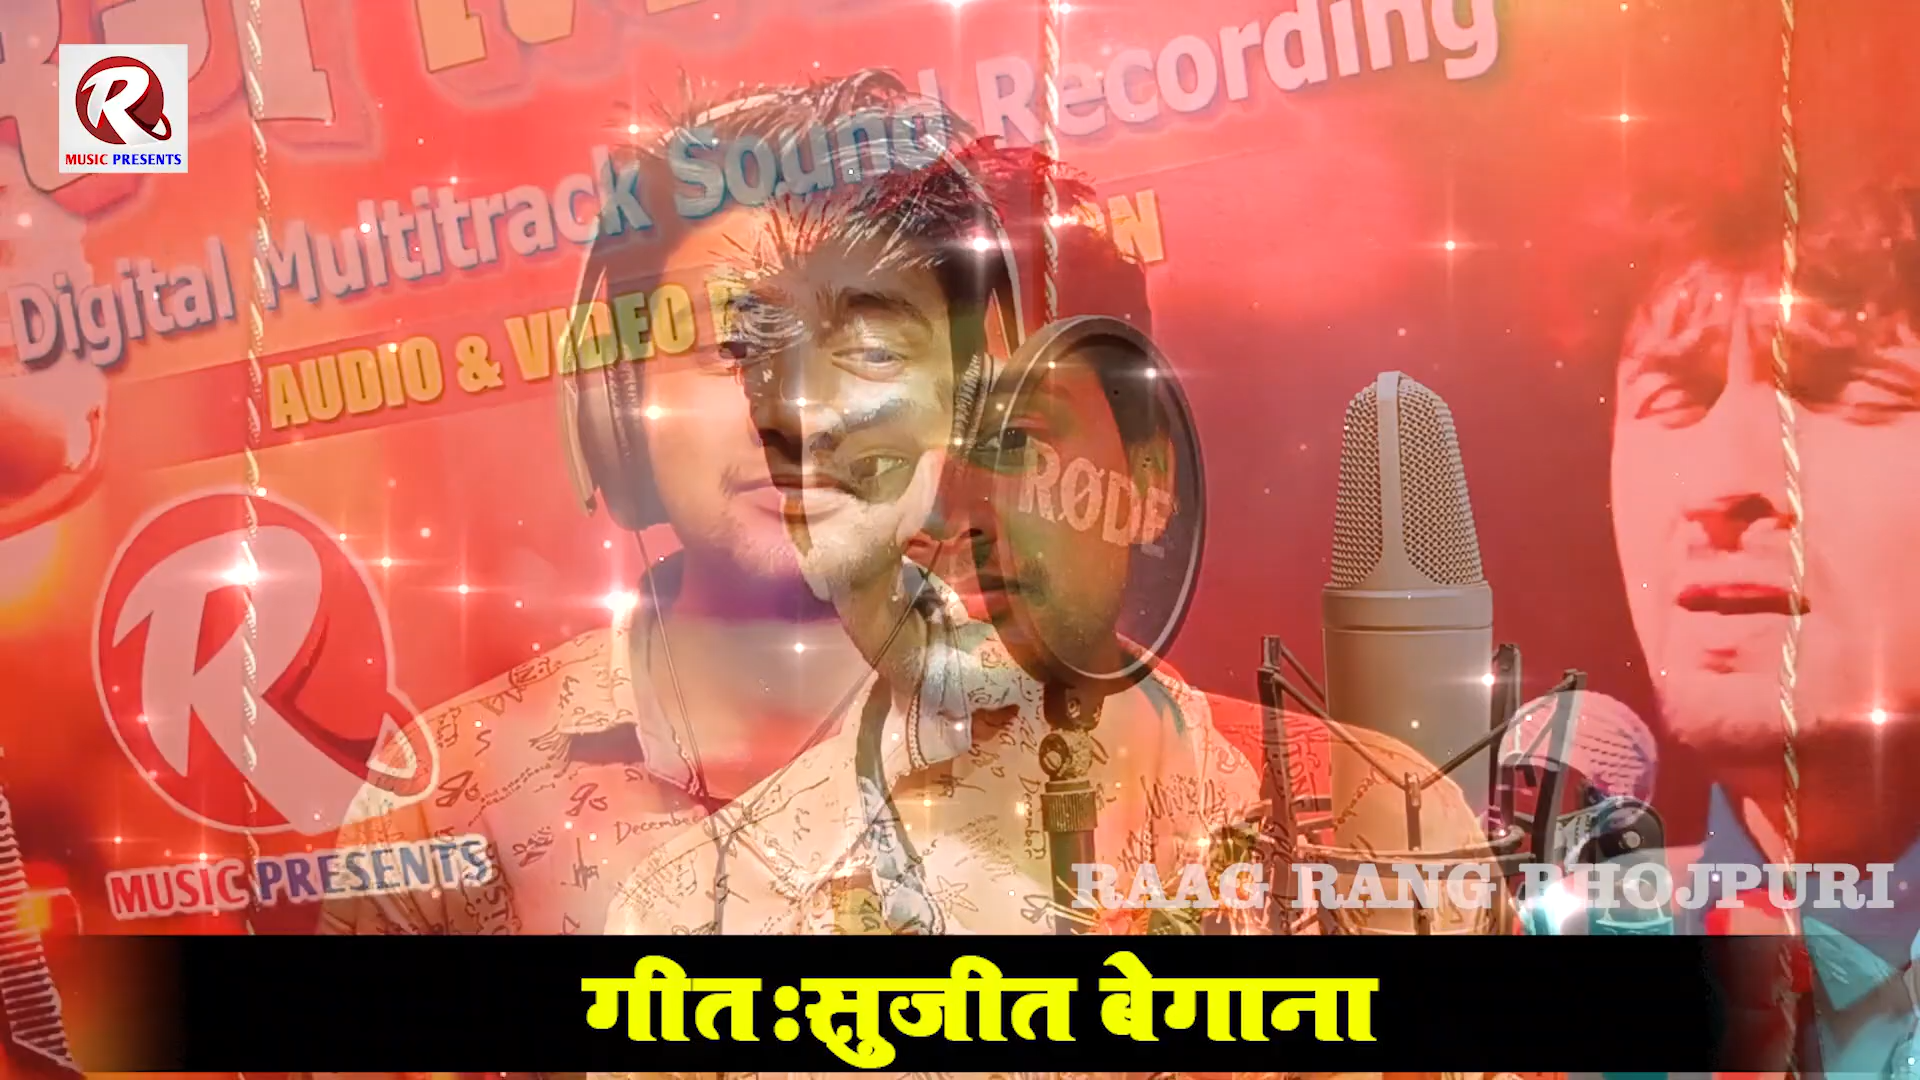 R
MUSIC PRESENTS
Digital Multitrack Sound Recording
AUDIO & VIDEO
RØDE
R
MUSIC PRESENTS
RAAG RANG BHOJPURI
गीत:सुजीत बेगाना